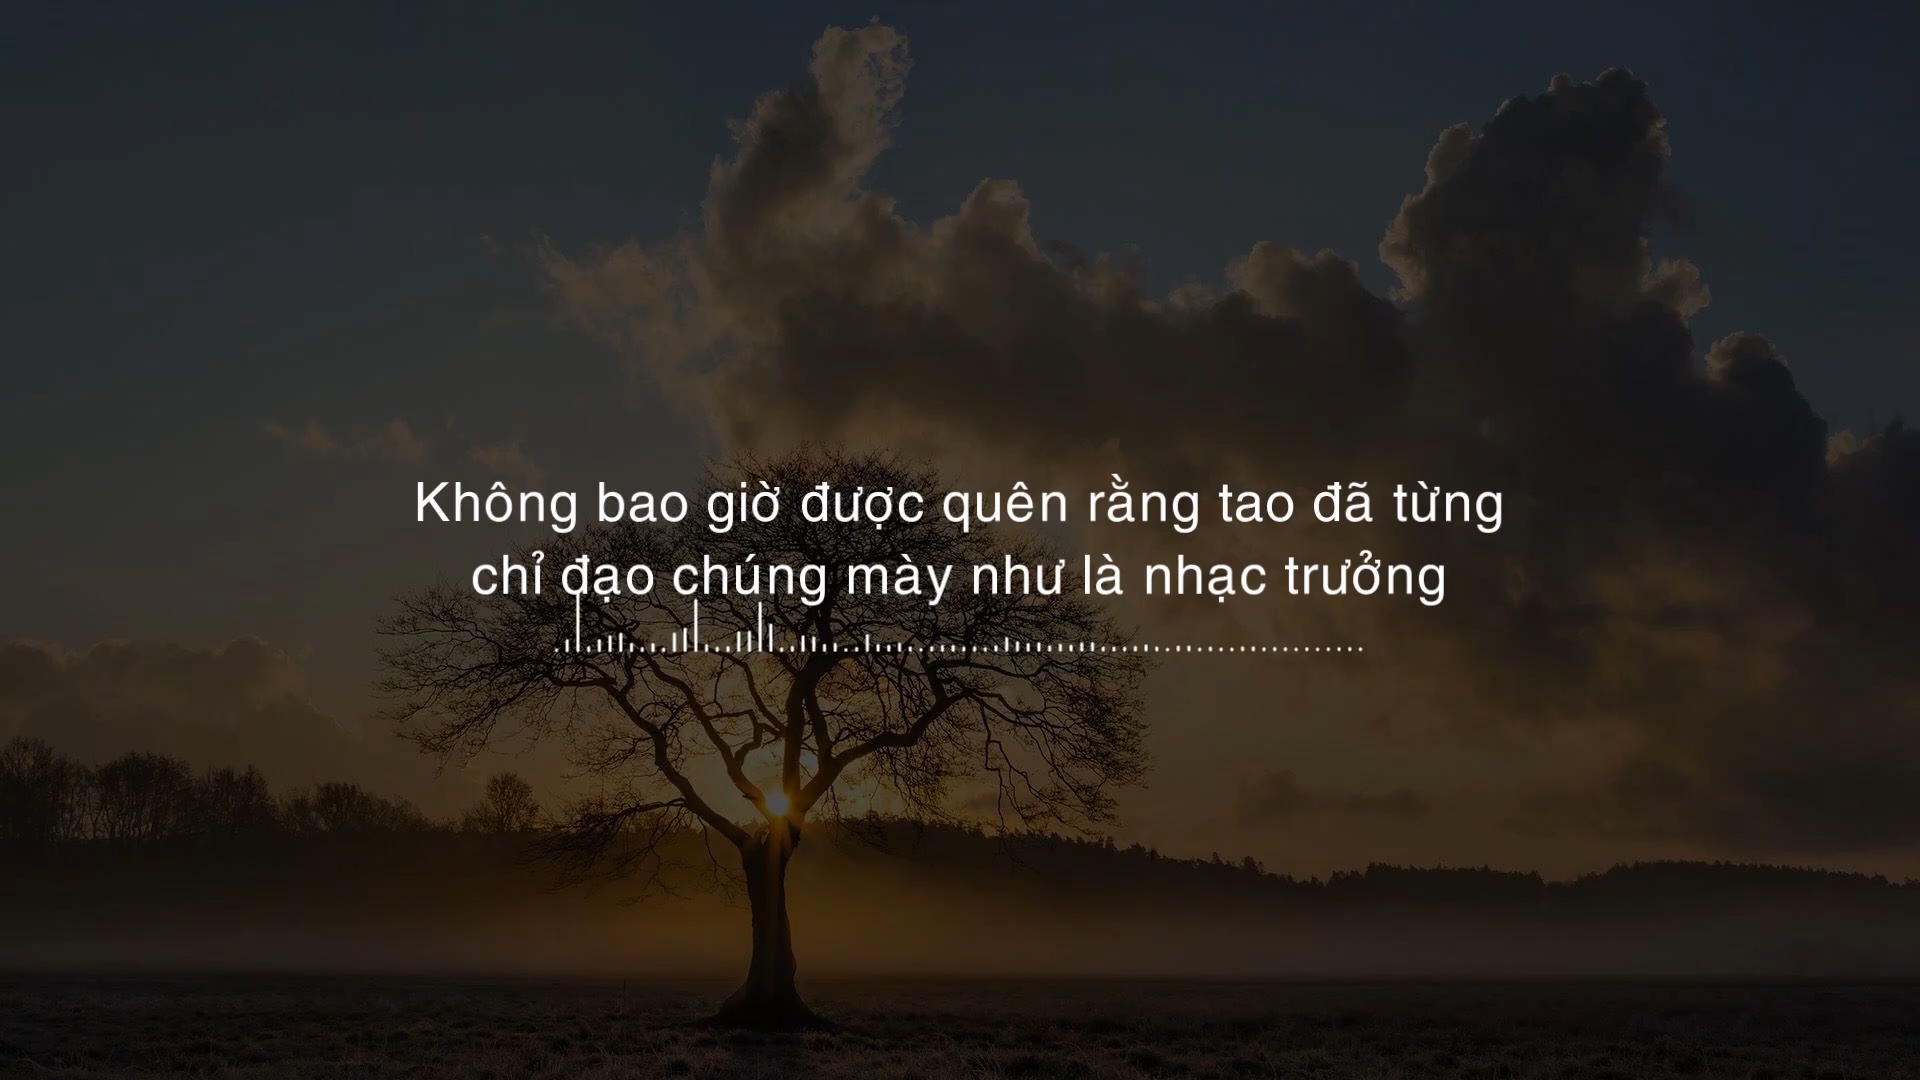 Không bao giờ được quên rằng tao đã từng
chỉ đạo chúng mày như là nhạc trưởng